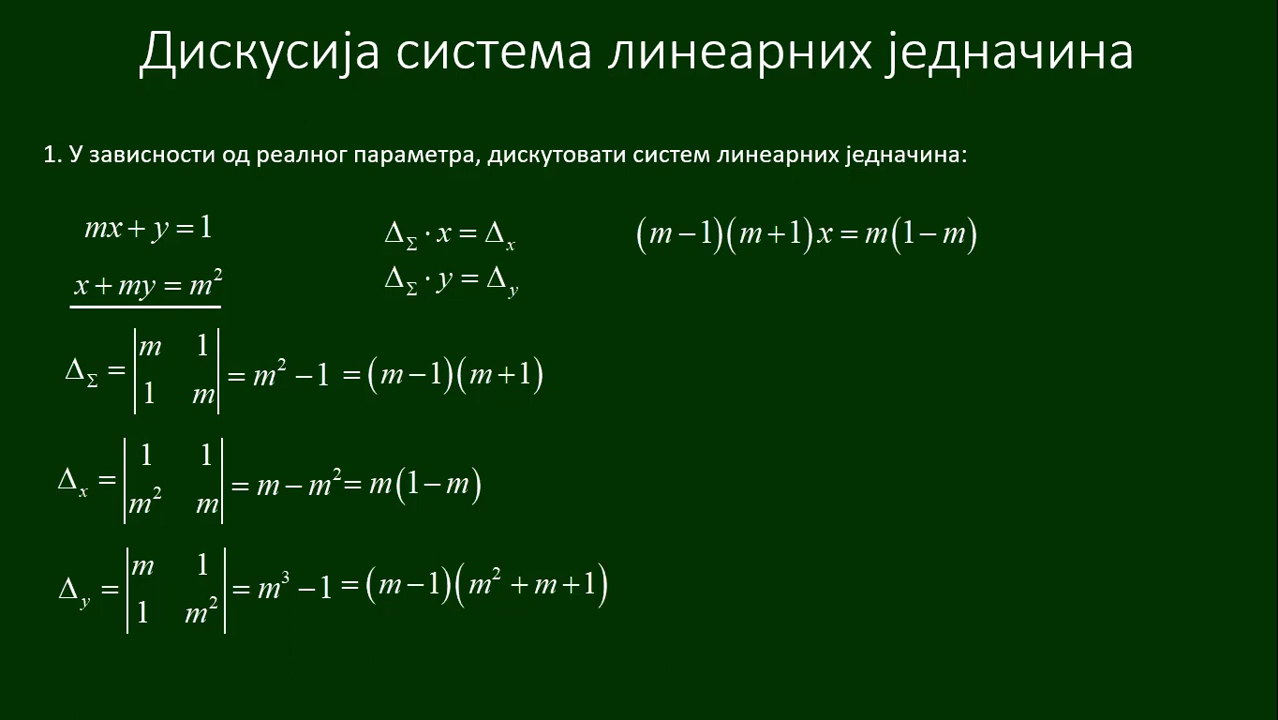 Дискусија система линеарних једначина
1. У зависности од реалног параметра, дискутовати систем линеарних једначина:
mx + y = 1
x + my = m²
Δ_Σ · x = Δ_x
Δ_Σ · y = Δ_y
(m − 1)(m + 1)x = m(1 − m)
Δ_Σ = |m 1; 1 m| = m² − 1 = (m − 1)(m + 1)
Δ_x = |1 1; m² m| = m − m² = m(1 − m)
Δ_y = |m 1; 1 m²| = m³ − 1 = (m − 1)(m² + m + 1)